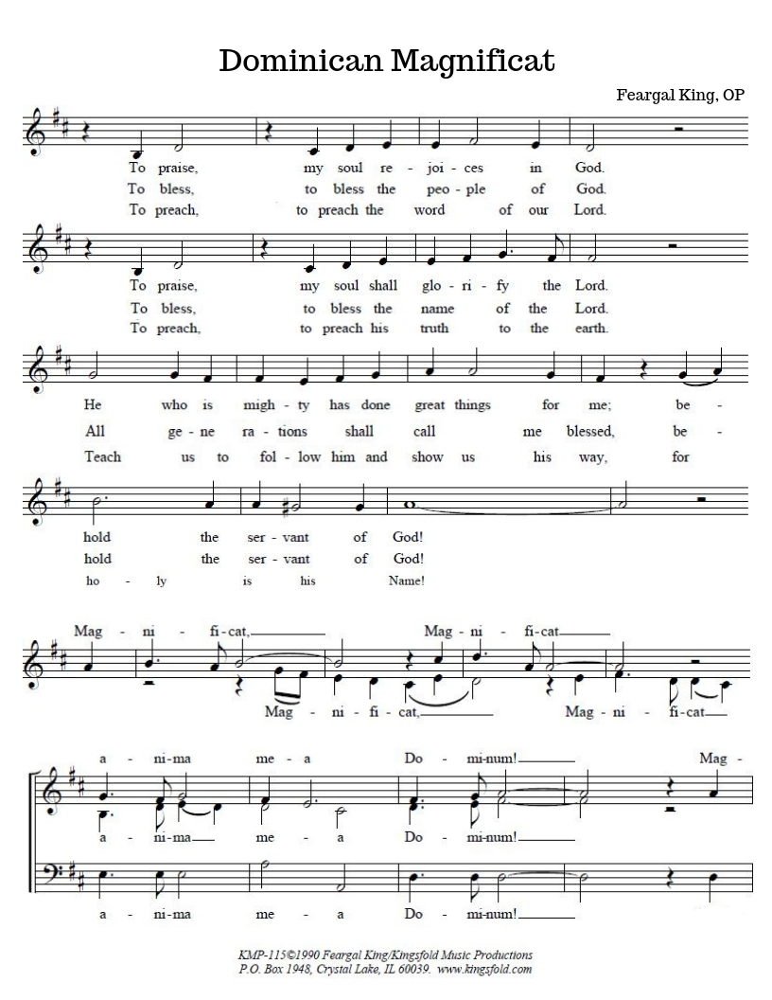 Dominican Magnificat
Feargal King, OP
To praise, my soul re - joi - ces in God.
To bless, to bless the peo - ple of God.
To preach, to preach the word of our Lord.
To praise, my soul shall glo - ri - fy the Lord.
To bless, to bless the name of the Lord.
To preach, to preach his truth to the earth.
He who is migh - ty has done great things for me; be -
All ge - ne ra - tions shall call me blessed, be -
Teach us to fol - low him and show us his way, for
hold the ser - vant of God!
hold the ser - vant of God!
ho - ly is his Name!
Mag - ni - fi - cat, Mag - ni - fi - cat
Mag - ni - fi - cat, Mag - ni - fi - cat
a - ni - ma me - a Do - mi - num! Mag -
a - ni - ma me - a Do - mi - num!
a - ni - ma me - a Do - mi - num!
KMP-115©1990 Feargal King/Kingsfold Music Productions
P.O. Box 1948, Crystal Lake, IL 60039. www.kingsfold.com